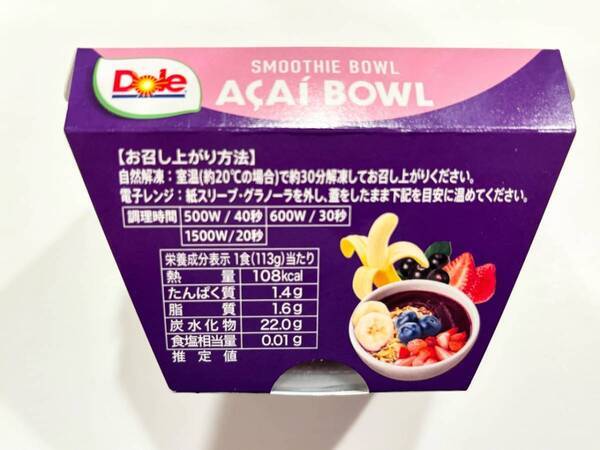 Dole
SMOOTHIE BOWL
AÇAÍ BOWL
【お召し上がり方法】
自然解凍：室温(約20℃の場合)で約30分解凍してお召し上がりください。
電子レンジ：紙スリーブ・グラノーラを外し、蓋をしたまま下記を目安に温めてください。
調理時間 500W/40秒 600W/30秒
1500W/20秒
栄養成分表示 1食(113g)当たり
熱量 108kcal
たんぱく質 1.4g
脂質 1.6g
炭水化物 22.0g
食塩相当量 0.01g
推定値